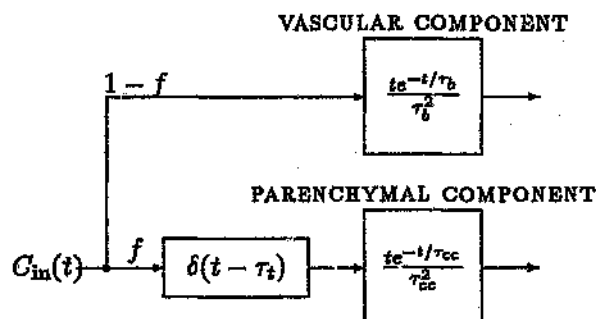 VASCULAR COMPONENT
1 − f
te^{−t/τ_b}
τ_b^2
PARENCHYMAL COMPONENT
C_in(t)
f
δ(t − τ_t)
te^{−t/τ_cc}
τ_cc^2